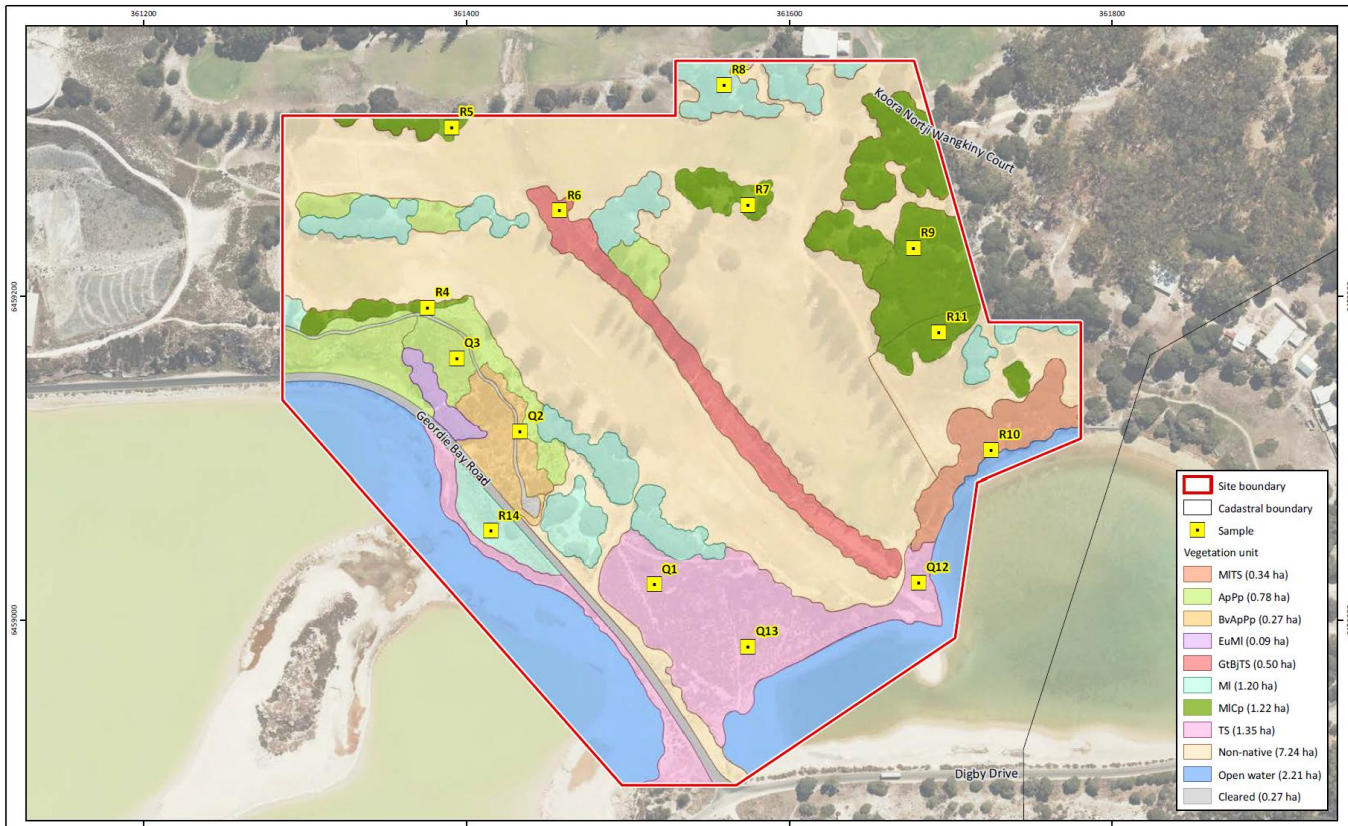 361200
361400
361600
361800
R8
R5
Koora Nortji Wangkiny Court
R7
R6
R9
6459200
R4
R11
Q3
Q2
Geordie Bay Road
R10
R14
Q1
Q12
6459000
Q13
Digby Drive
Site boundary
Cadastral boundary
Sample
Vegetation unit
MlTS (0.34 ha)
ApPp (0.78 ha)
BvApPp (0.27 ha)
EuMl (0.09 ha)
GtBjTS (0.50 ha)
Ml (1.20 ha)
MlCp (1.22 ha)
TS (1.35 ha)
Non-native (7.24 ha)
Open water (2.21 ha)
Cleared (0.27 ha)